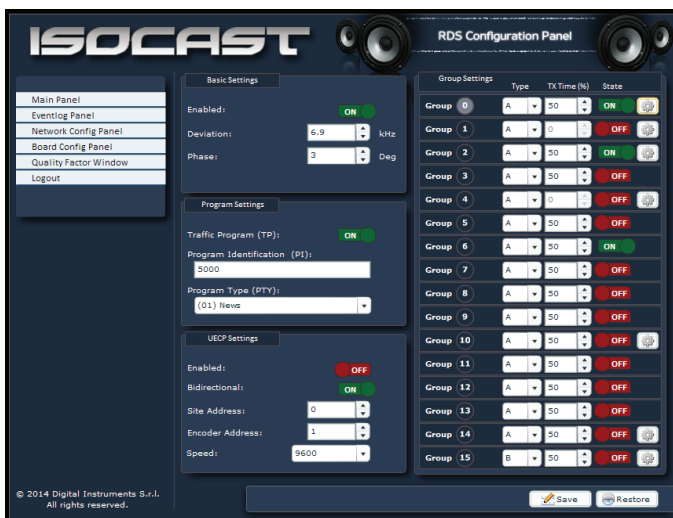 ISOCAST
RDS Configuration Panel
Main Panel
Eventlog Panel
Network Config Panel
Board Config Panel
Quality Factor Window
Logout
Basic Settings
Enabled: ON
Deviation: 6.9 kHz
Phase: 3 Deg
Program Settings
Traffic Program (TP): ON
Program Identification (PI):
5000
Program Type (PTY):
(01) News
UECP Settings
Enabled: OFF
Bidirectional: ON
Site Address: 0
Encoder Address: 1
Speed: 9600
Group Settings
Type TX Time (%) State
Group 0 A 50 ON
Group 1 A 0 OFF
Group 2 A 50 ON
Group 3 A 50 OFF
Group 4 A 0 OFF
Group 5 A 50 OFF
Group 6 A 50 ON
Group 7 A 50 OFF
Group 8 A 50 OFF
Group 9 A 50 OFF
Group 10 A 50 OFF
Group 11 A 50 OFF
Group 12 A 50 OFF
Group 13 A 50 OFF
Group 14 A 50 OFF
Group 15 B 50 OFF
© 2014 Digital Instruments S.r.l.
All rights reserved.
Save Restore